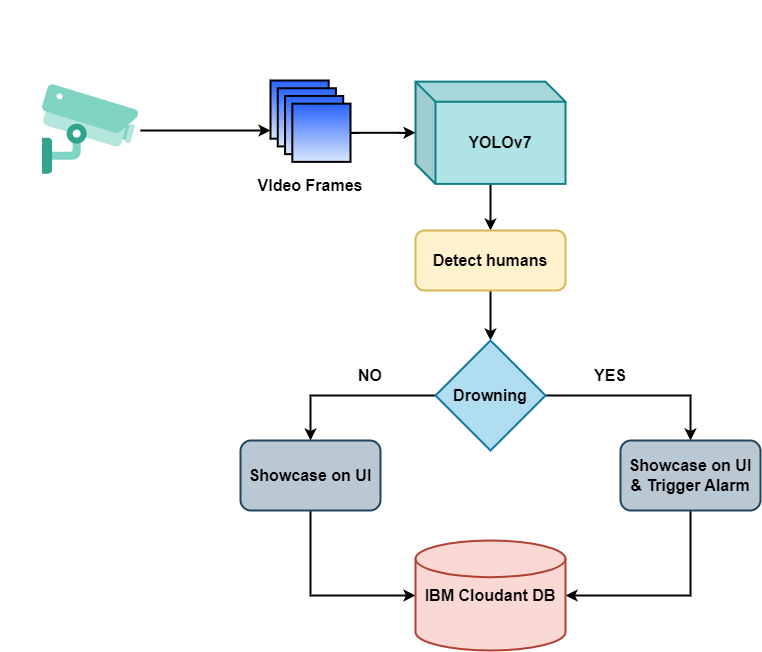 YOLOv7
VIdeo Frames
Detect humans
NO
YES
Drowning
Showcase on UI
Showcase on UI
& Trigger Alarm
IBM Cloudant DB